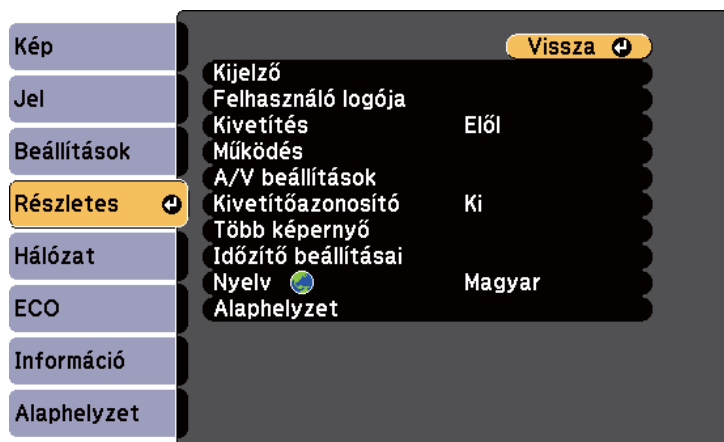 Kép
Jel
Beállítások
Részletes
Hálózat
ECO
Információ
Alaphelyzet
Vissza
Kijelző
Felhasználó logója
Kivetítés Elől
Működés
A/V beállítások
Kivetítőazonosító Ki
Több képernyő
Időzítő beállításai
Nyelv Magyar
Alaphelyzet